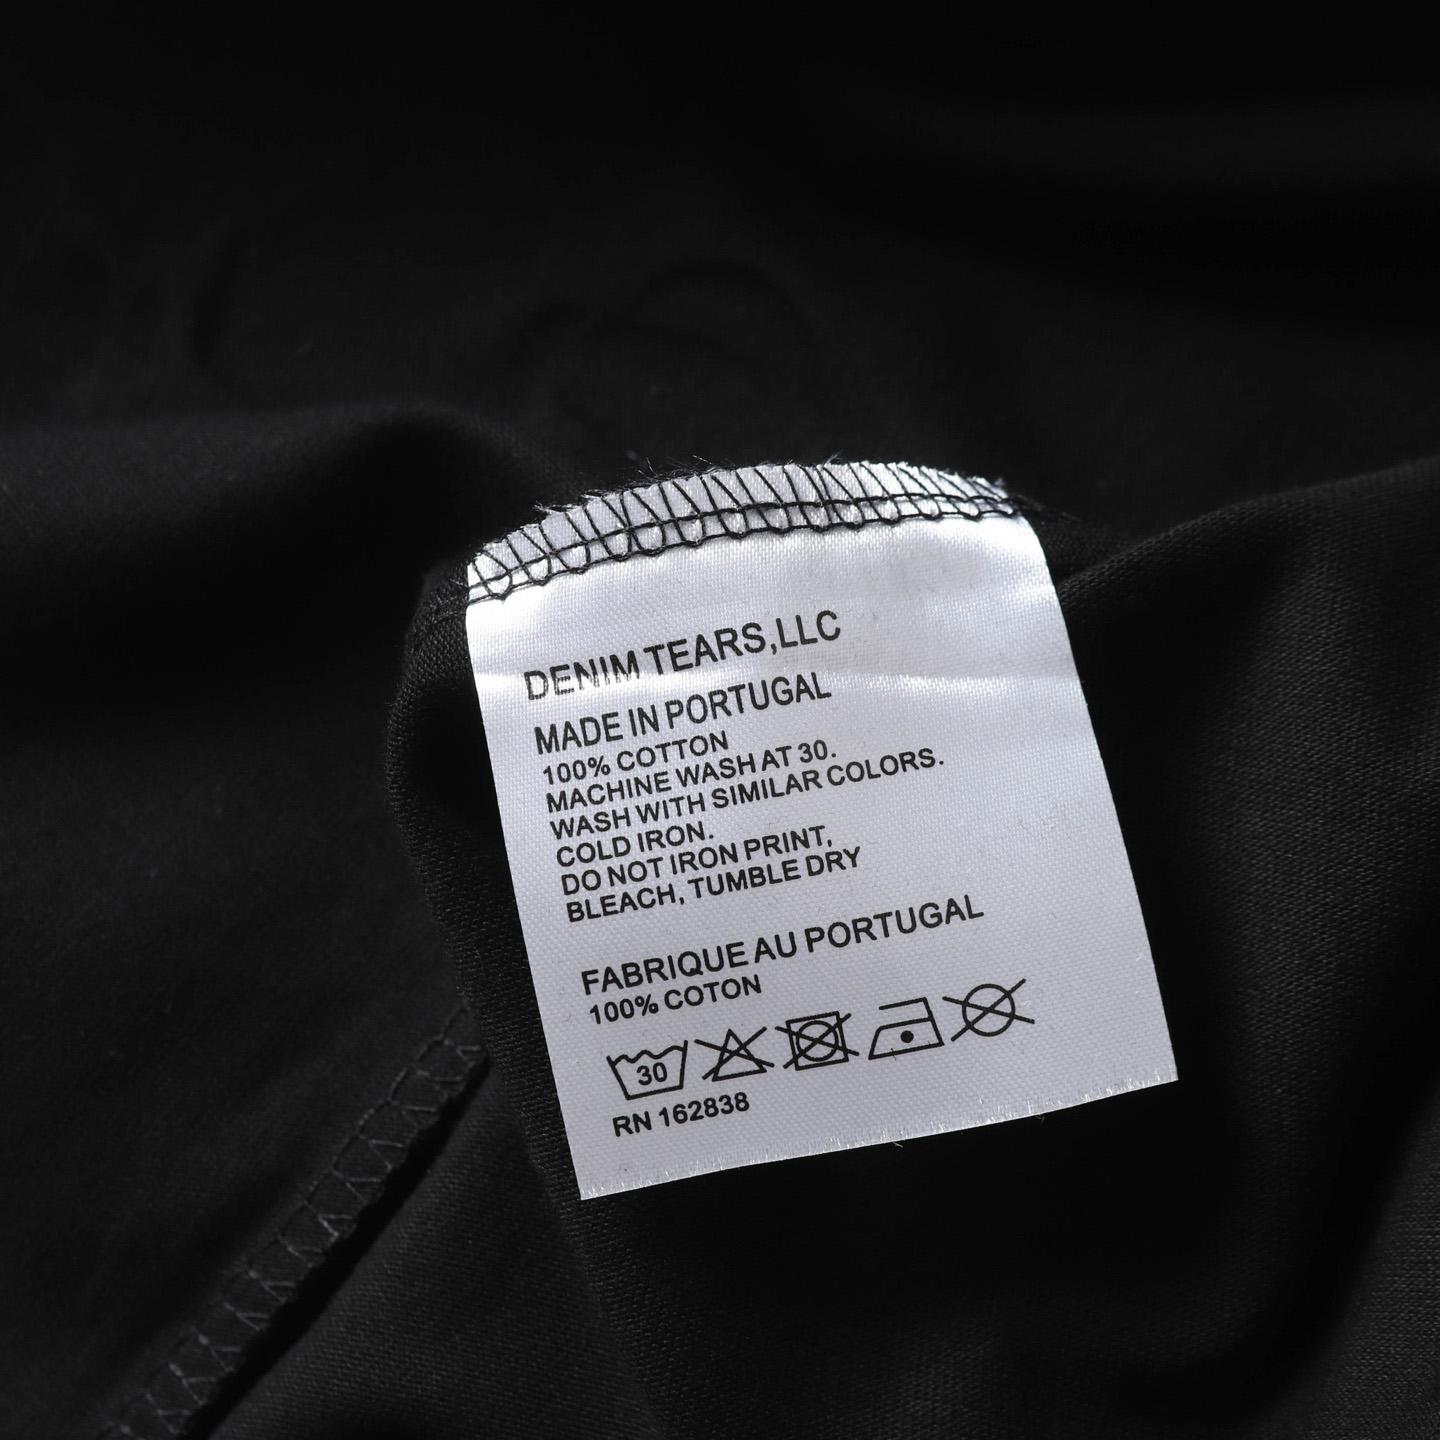 DENIM TEARS,LLC
MADE IN PORTUGAL
100% COTTON
MACHINE WASH AT 30.
WASH WITH SIMILAR COLORS.
COLD IRON.
DO NOT IRON PRINT,
BLEACH, TUMBLE DRY
FABRIQUE AU PORTUGAL
100% COTON
30
RN 162838